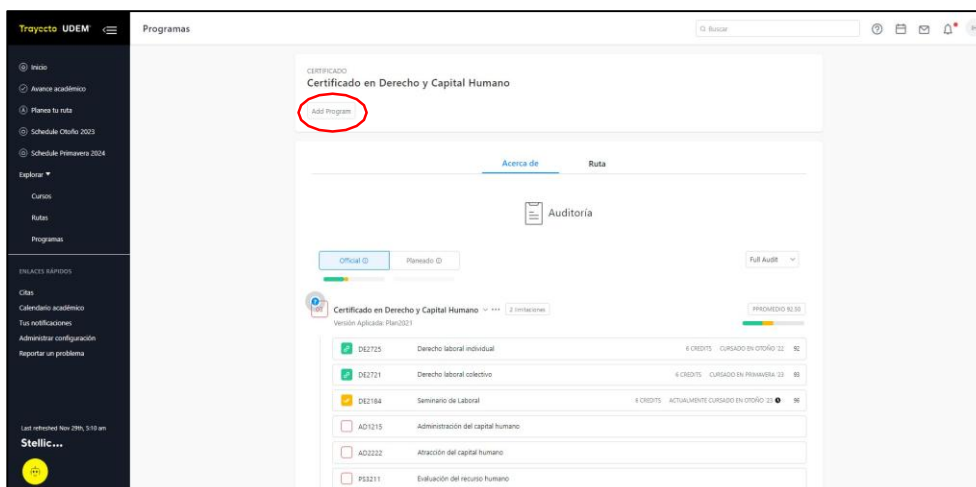 Trayecto UDEM
Programas
Buscar
Inicio
Avance académico
Planea tu ruta
Schedule Otoño 2023
Schedule Primavera 2024
Explorar
Cursos
Rutas
Programas
ENLACES RÁPIDOS
Citas
Calendario académico
Tus notificaciones
Administrar configuración
Reportar un problema
Last refreshed Nov 29th, 5:10 am
Stellic...
CERTIFICADO
Certificado en Derecho y Capital Humano
Add Program
Acerca de Ruta
Auditoría
Official Planeado Full Audit
Certificado en Derecho y Capital Humano ··· 2 limitaciones PPROMEDIO 92.50
Versión Aplicada: Plan2021
DE2725 Derecho laboral individual 6 CREDITS CURSADO EN OTOÑO '22 92
DE2721 Derecho laboral colectivo 6 CREDITS CURSADO EN PRIMAVERA '23 93
DE2184 Seminario de Laboral 6 CREDITS ACTUALMENTE CURSADO EN OTOÑO '23 96
AD1215 Administración del capital humano
AD2222 Atracción del capital humano
PS3211 Evaluación del recurso humano